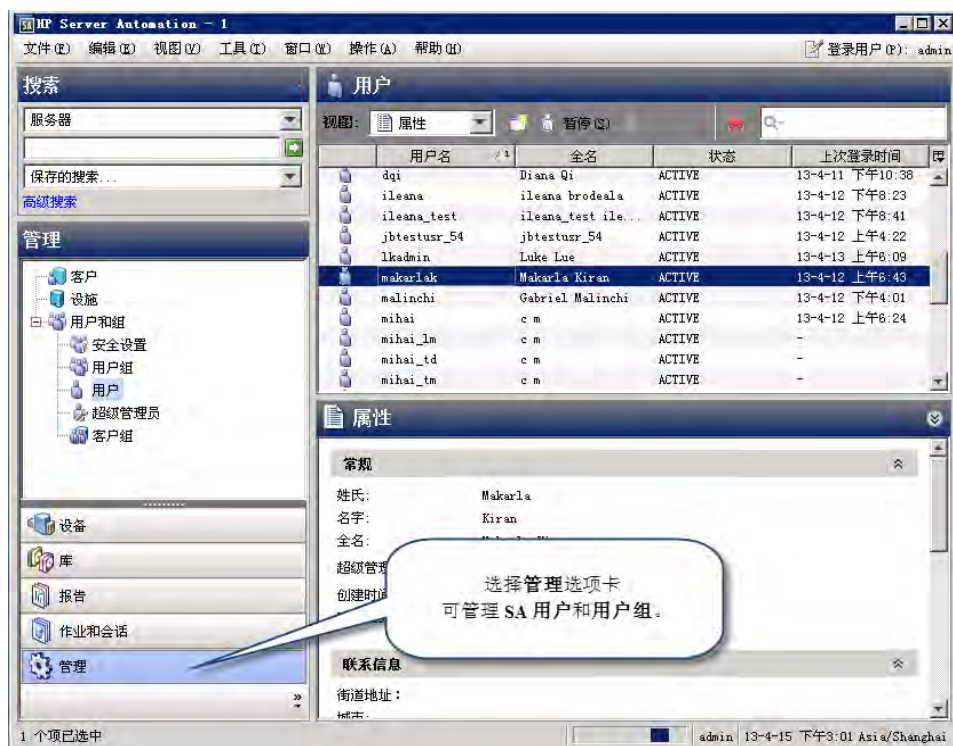 HP Server Automation - 1
文件(F) 编辑(E) 视图(V) 工具(T) 窗口(W) 操作(A) 帮助(H) 登录用户(P): admin
搜索
服务器
保存的搜索...
高级搜索
管理
客户
设施
用户和组
安全设置
用户组
用户
超级管理员
客户组
设备
库
报告
作业和会话
管理
用户
视图: 属性 暂停(S)
用户名 全名 状态 上次登录时间
dqi Diana Qi ACTIVE 13-4-11 下午10:38
ileana ileana brodeala ACTIVE 13-4-12 下午8:23
ileana_test ileana_test ile... ACTIVE 13-4-12 下午8:41
jbtestusr_54 jbtestusr_54 ACTIVE 13-4-12 上午4:22
lkadmin Luke Lue ACTIVE 13-4-13 上午6:09
makarlak Makarla Kiran ACTIVE 13-4-12 上午6:43
malinchi Gabriel Malinchi ACTIVE 13-4-12 下午4:01
mihai c m ACTIVE 13-4-12 上午6:24
mihai_lm c m ACTIVE -
mihai_td c m ACTIVE -
mihai_tm c m ACTIVE -
属性
常规
姓氏: Makarla
名字: Kiran
全名:
超级管
创建时间
选择管理选项卡
可管理 SA 用户和用户组。
联系信息
街道地址:
城市:
1 个项已选中
admin 13-4-15 下午3:01 Asia/Shanghai